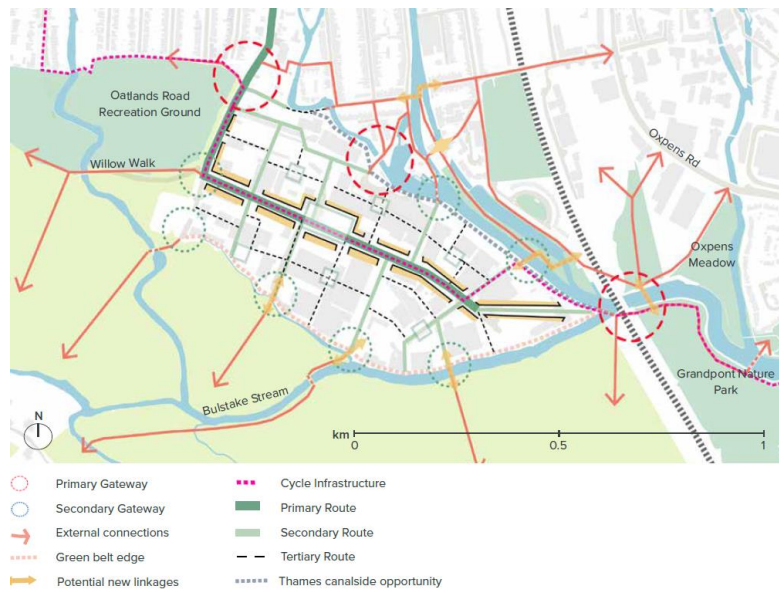 Oatlands Road
Recreation Ground
Willow Walk
Oxpens Rd
Oxpens
Meadow
Grandpont Nature
Park
Bulstake Stream
N
km
0
0.5
1
Primary Gateway
Secondary Gateway
External connections
Green belt edge
Potential new linkages
Cycle Infrastructure
Primary Route
Secondary Route
Tertiary Route
Thames canalside opportunity